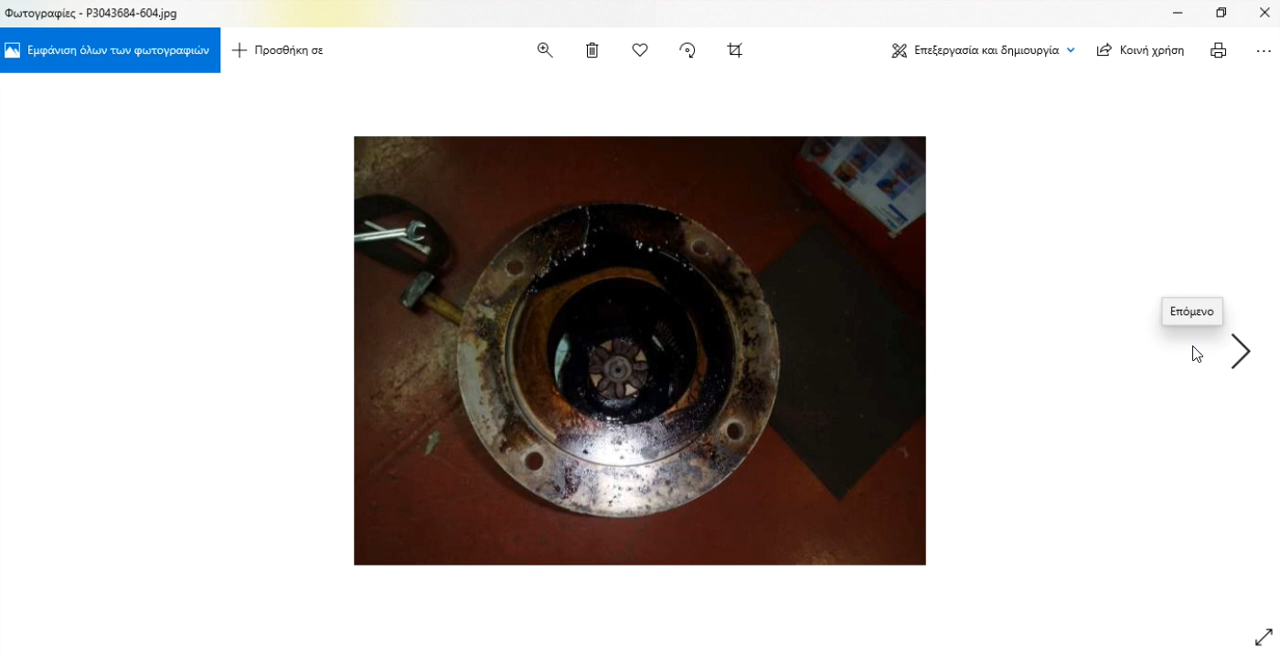 Φωτογραφίες - P3043684-604.jpg
Εμφάνιση όλων των φωτογραφιών
Προσθήκη σε
Επεξεργασία και δημιουργία
Κοινή χρήση
Επόμενο